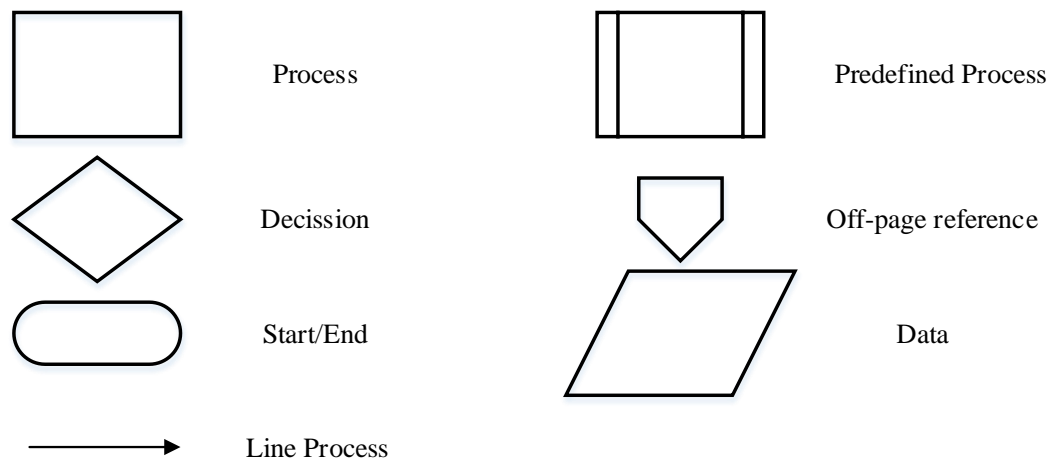 Process
Predefined Process
Decission
Off-page reference
Start/End
Data
Line Process